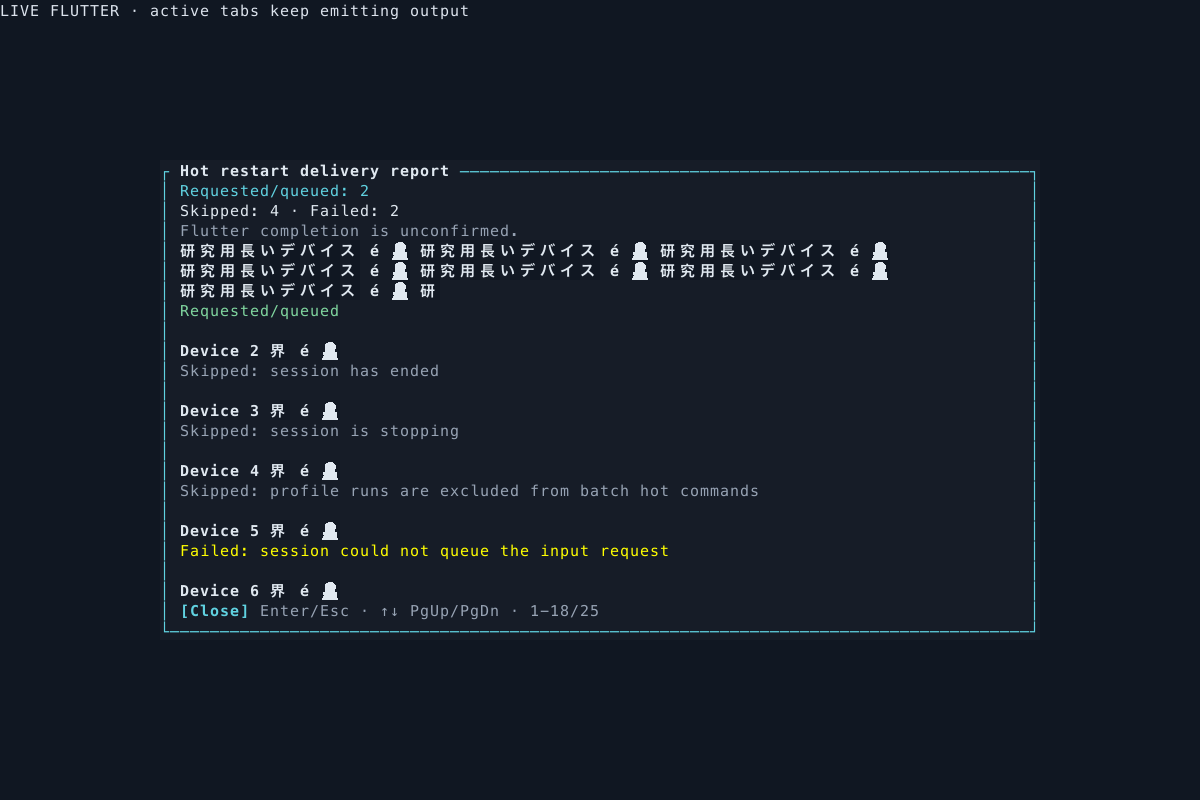 LIVE FLUTTER · active tabs keep emitting output
Hot restart delivery report
Requested/queued: 2
Skipped: 4 · Failed: 2
Flutter completion is unconfirmed.
研究用長いデバイス é 研究用長いデバイス é 研究用長いデバイス é
研究用長いデバイス é 研究用長いデバイス é 研究用長いデバイス é
研究用長いデバイス é 研
Requested/queued
Device 2 界 é
Skipped: session has ended
Device 3 界 é
Skipped: session is stopping
Device 4 界 é
Skipped: profile runs are excluded from batch hot commands
Device 5 界 é
Failed: session could not queue the input request
Device 6 界 é
[Close] Enter/Esc · ↑↓ PgUp/PgDn · 1–18/25